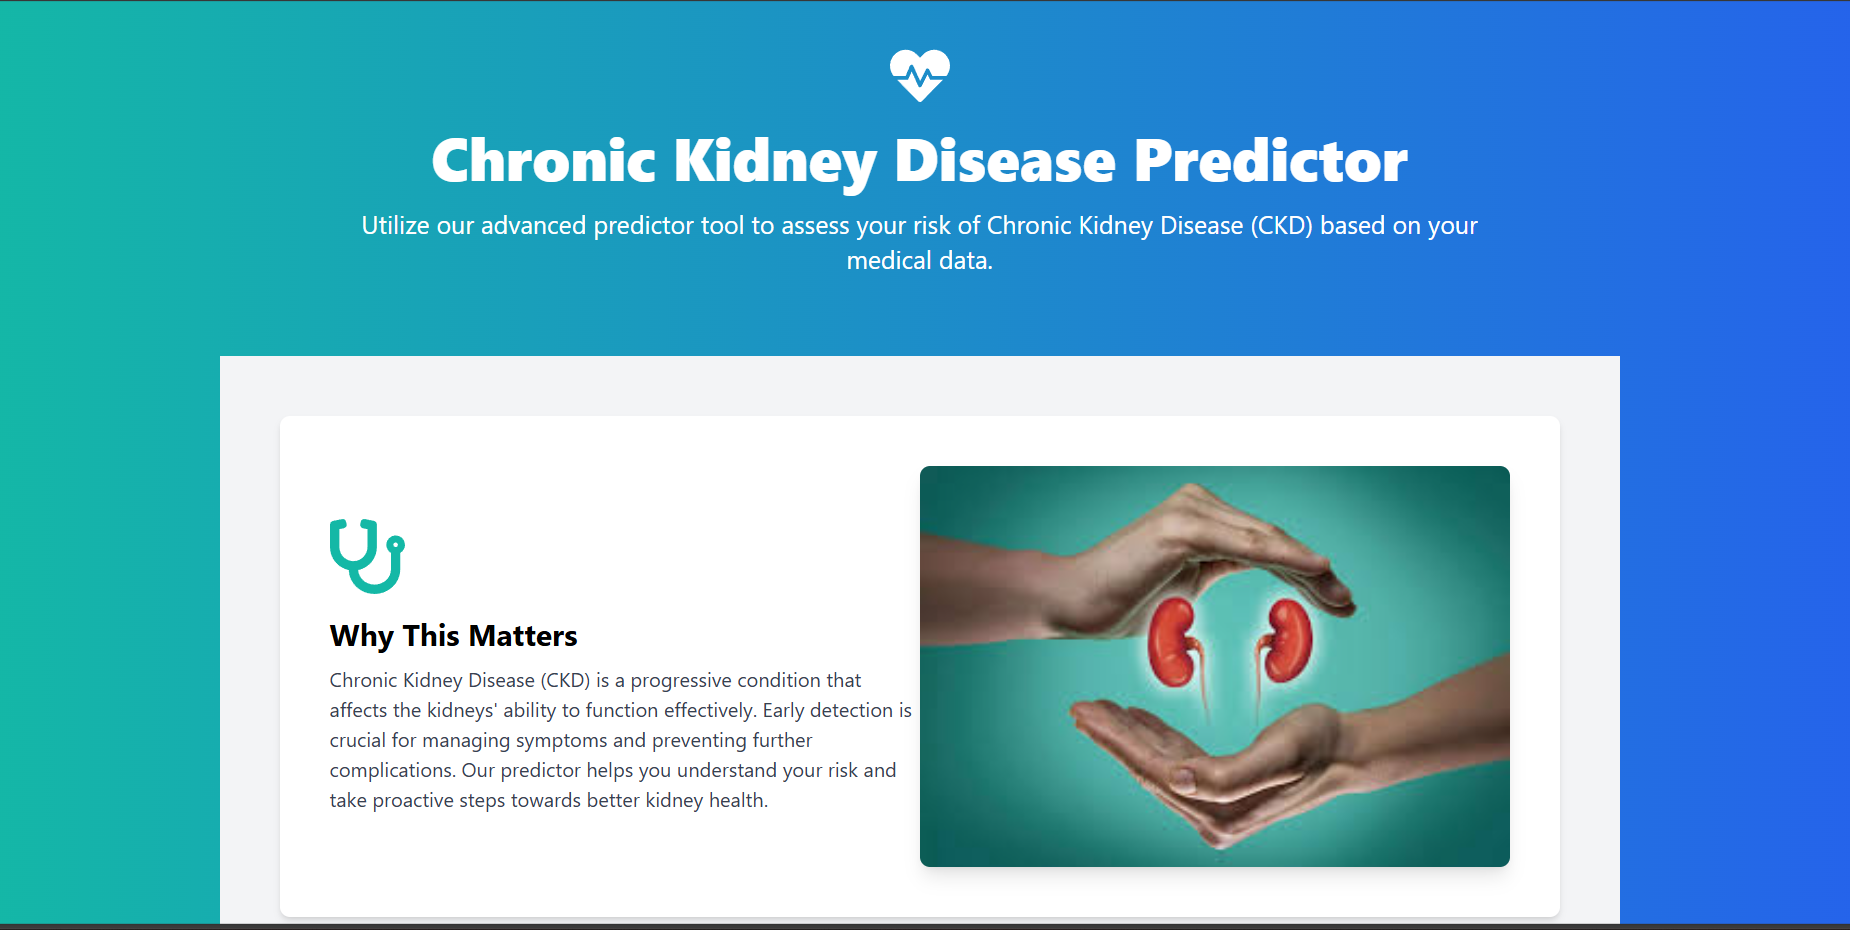 Chronic Kidney Disease Predictor
Utilize our advanced predictor tool to assess your risk of Chronic Kidney Disease (CKD) based on your
medical data.
Why This Matters
Chronic Kidney Disease (CKD) is a progressive condition that
affects the kidneys' ability to function effectively. Early detection is
crucial for managing symptoms and preventing further
complications. Our predictor helps you understand your risk and
take proactive steps towards better kidney health.